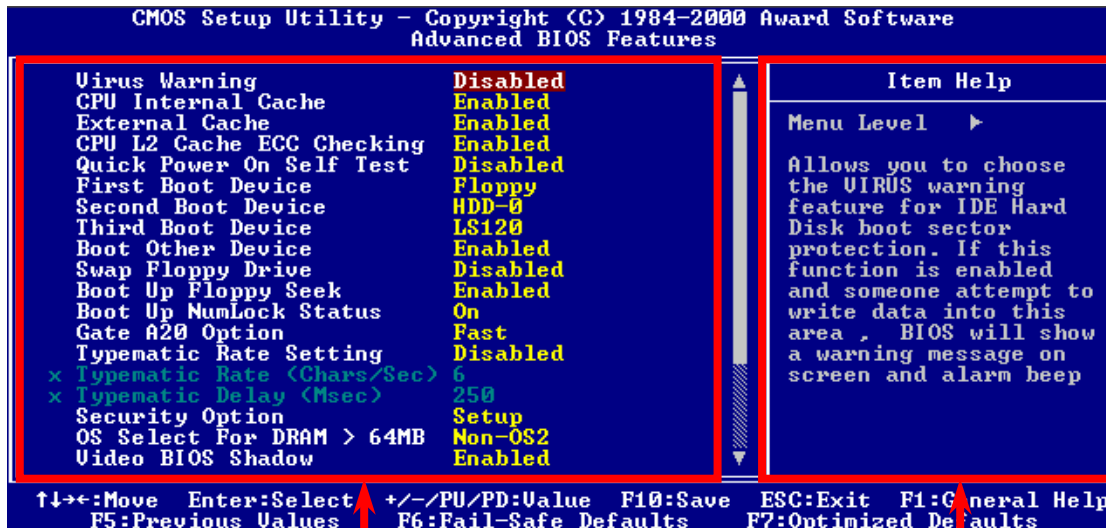 CMOS Setup Utility – Copyright (C) 1984–2000 Award Software
Advanced BIOS Features
Virus Warning Disabled
CPU Internal Cache Enabled
External Cache Enabled
CPU L2 Cache ECC Checking Enabled
Quick Power On Self Test Disabled
First Boot Device Floppy
Second Boot Device HDD-0
Third Boot Device LS120
Boot Other Device Enabled
Swap Floppy Drive Disabled
Boot Up Floppy Seek Enabled
Boot Up NumLock Status On
Gate A20 Option Fast
Typematic Rate Setting Disabled
x Typematic Rate (Chars/Sec) 6
x Typematic Delay (Msec) 250
Security Option Setup
OS Select For DRAM > 64MB Non-OS2
Video BIOS Shadow Enabled
Item Help
Menu Level ▶
Allows you to choose
the VIRUS warning
feature for IDE Hard
Disk boot sector
protection. If this
function is enabled
and someone attempt to
write data into this
area , BIOS will show
a warning message on
screen and alarm beep
↑↓→←:Move Enter:Select +/-/PU/PD:Value F10:Save ESC:Exit F1:General Help
F5:Previous Values F6:Fail-Safe Defaults F7:Optimized Defaults